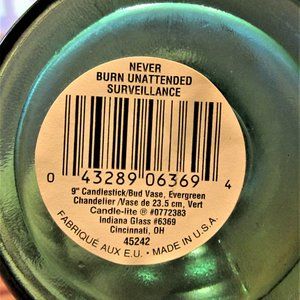 NEVER
BURN UNATTENDED
SURVEILLANCE
0 43289 06369 4
9" Candlestick/Bud Vase, Evergreen
Chandelier /Vase de 23.5 cm, Vert
Candle-lite ® #0772383
Indiana Glass #6369
Cincinnati, OH
45242
FABRIQUE AUX E.U. • MADE IN U.S.A.